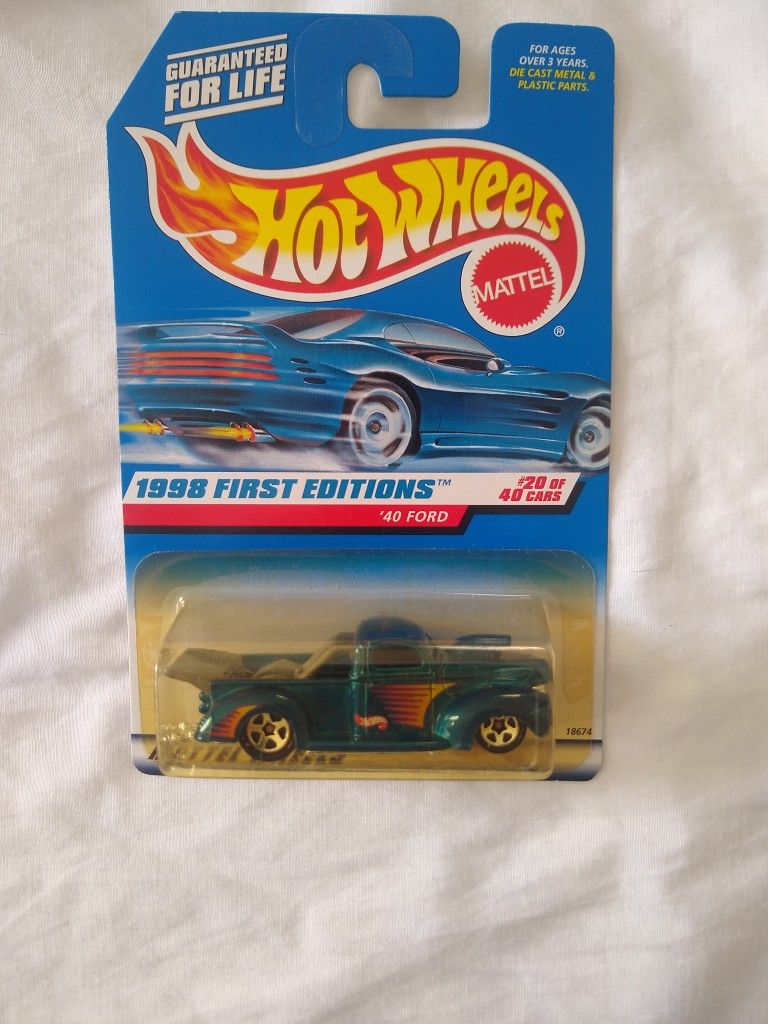 GUARANTEED
FOR LIFE
FOR AGES
OVER 3 YEARS.
DIE CAST METAL &
PLASTIC PARTS.
HOT WHEELS
MATTEL
®
1998 FIRST EDITIONS™
#20 OF
40 CARS
'40 FORD
18674